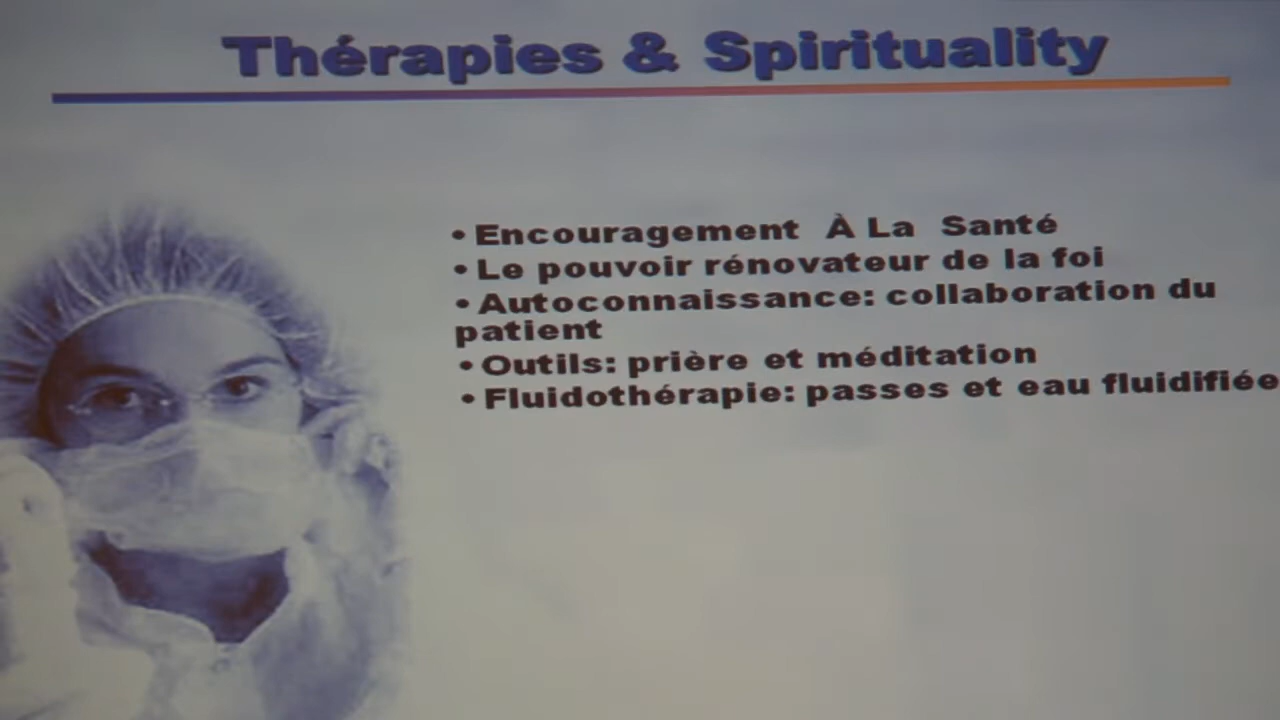 Thérapies & Spirituality
• Encouragement À La Santé
• Le pouvoir rénovateur de la foi
• Autoconnaissance: collaboration du
patient
• Outils: prière et méditation
• Fluidothérapie: passes et eau fluidifiée